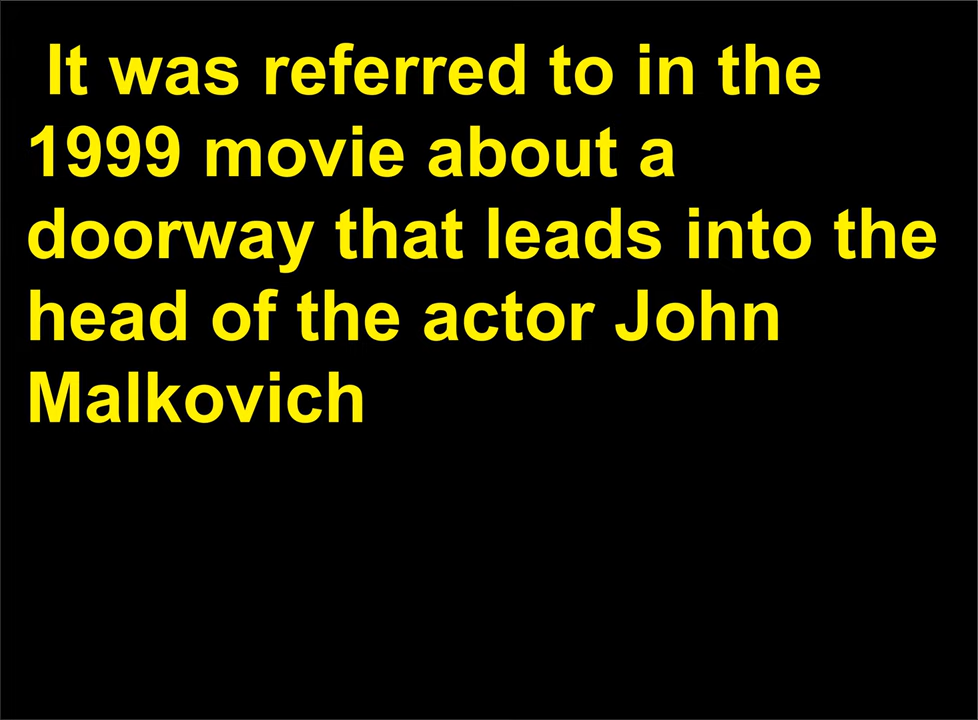 It was referred to in the
1999 movie about a
doorway that leads into the
head of the actor John
Malkovich